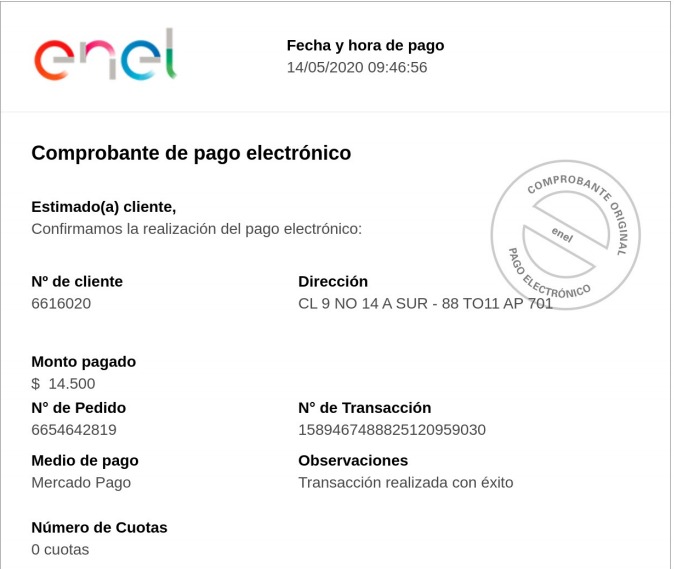 enel
Fecha y hora de pago
14/05/2020 09:46:56
Comprobante de pago electrónico
COMPROBANTE ORIGINAL
enel
PAGO ELECTRÓNICO
Estimado(a) cliente,
Confirmamos la realización del pago electrónico:
Nº de cliente
6616020
Dirección
CL 9 NO 14 A SUR - 88 TO11 AP 701
Monto pagado
$ 14.500
N° de Pedido
6654642819
N° de Transacción
1589467488825120959030
Medio de pago
Mercado Pago
Observaciones
Transacción realizada con éxito
Número de Cuotas
0 cuotas